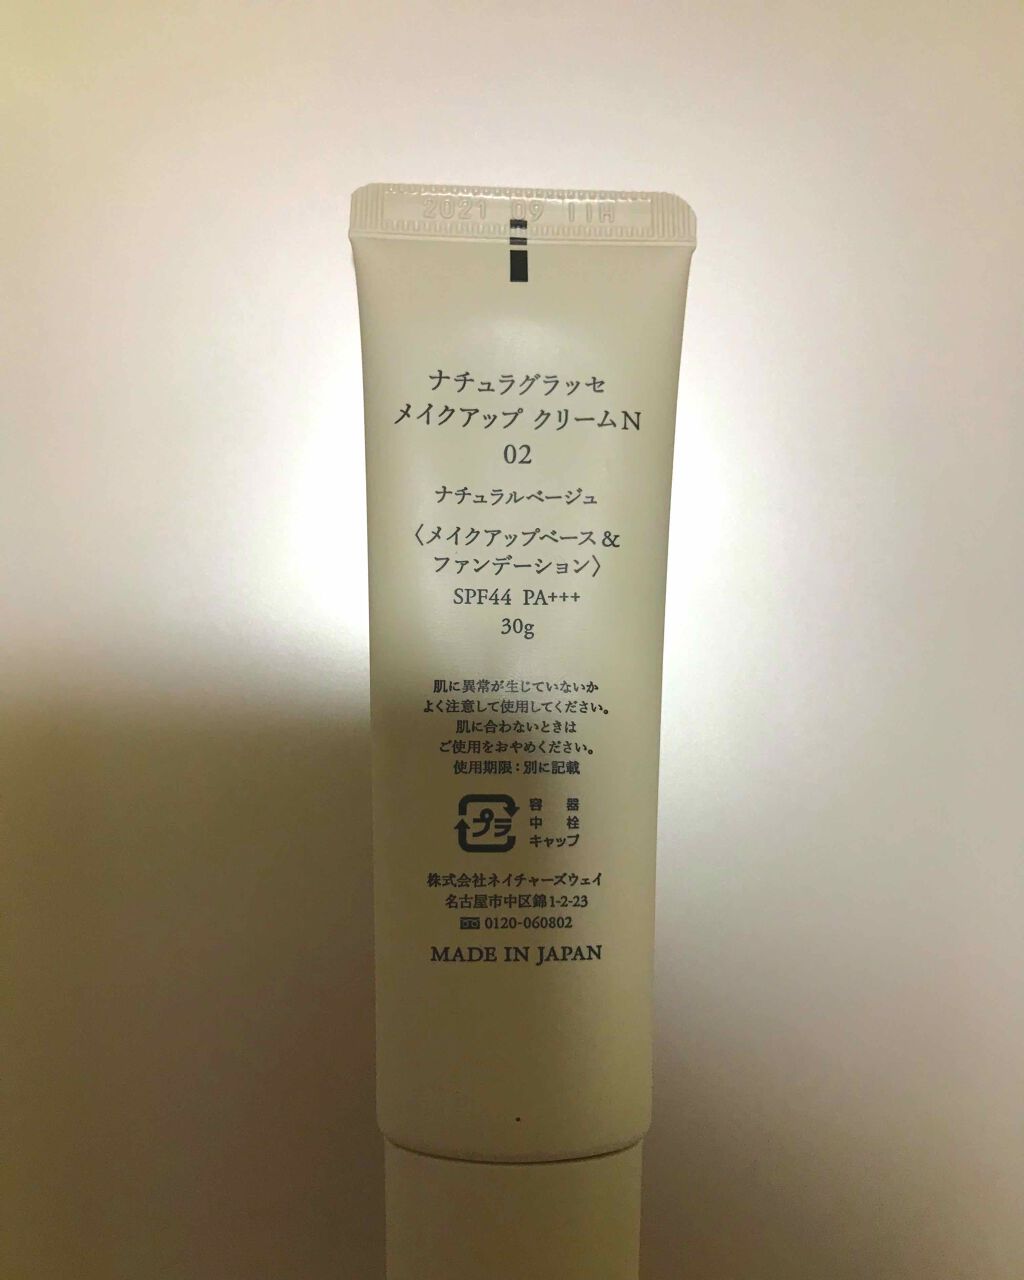 2021 09 11H
ナチュラグラッセ
メイクアップ クリームN
02
ナチュラルベージュ
〈メイクアップベース&
ファンデーション〉
SPF44 PA+++
30g
肌に異常が生じていないか
よく注意して使用してください。
肌に合わないときは
ご使用をおやめください。
使用期限：別に記載
プラ
容器
中栓
キャップ
株式会社ネイチャーズウェイ
名古屋市中区錦1-2-23
0120-060802
MADE IN JAPAN